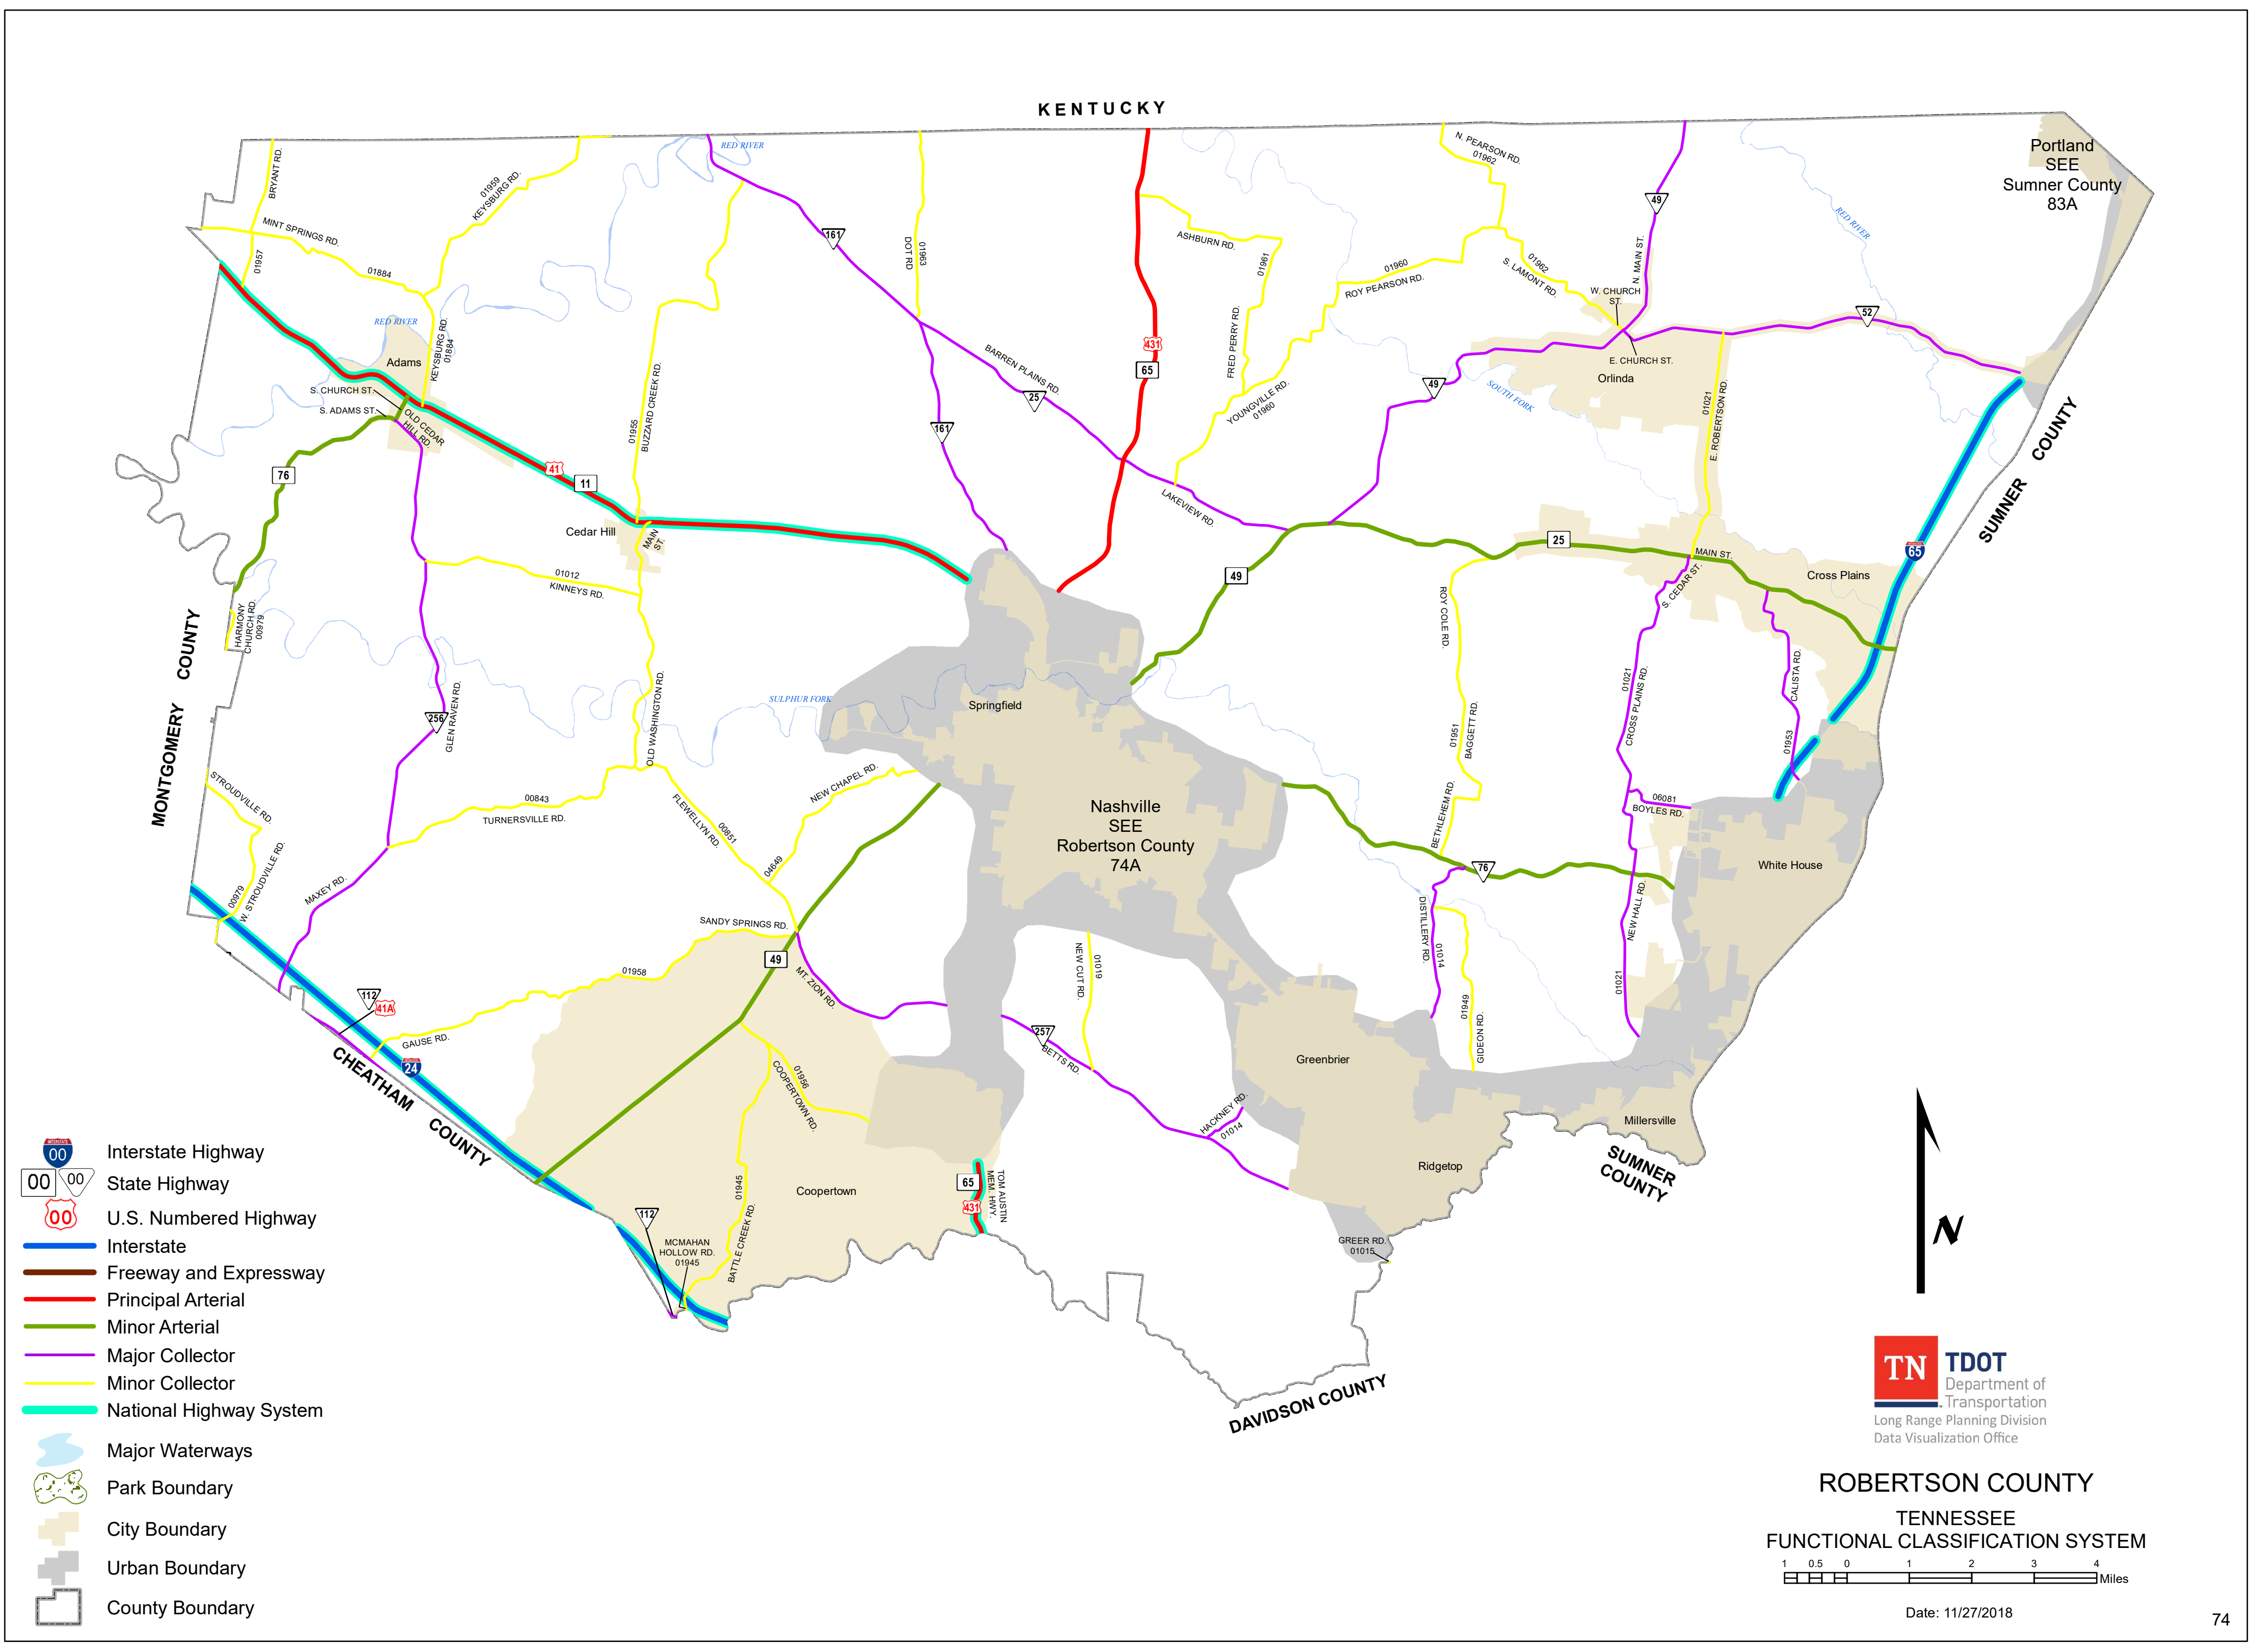 KENTUCKY
Portland
SEE
Sumner County
83A
RED RIVER
RED RIVER
RED RIVER
BRYANT RD.
MINT SPRINGS RD.
01957
01884
01959
KEYSBURG RD.
161
DOT RD
01963
ASHBURN RD.
01961
FRED PERRY RD.
N. PEARSON RD.
01962
01960
ROY PEARSON RD.
01962
S. LAMONT RD.
49
N. MAIN ST.
W. CHURCH
ST.
E. CHURCH ST.
52
Orlinda
431
65
Adams
KEYSBURG RD.
01884
S. CHURCH ST.
S. ADAMS ST.
OLD CEDAR
HILL RD.
BARREN PLAINS RD.
25
161
YOUNGVILLE RD.
01960
49
SOUTH FORK
01021
E. ROBERTSON RD.
SUMNER COUNTY
76
41
11
01956
BUZZARD CREEK RD.
LAKEVIEW RD.
Cedar Hill
MAIN
ST.
25
MAIN ST.
65
Cross Plains
S. CEDAR ST.
01012
KINNEYS RD.
49
ROY COLE RD.
HARMONY
CHURCH RD.
00979
MONTGOMERY COUNTY
256
GLEN RAVEN RD.
OLD WASHINGTON RD.
SULPHUR FORK
Springfield
01951
BAGGETT RD.
01021
CROSS PLAINS RD.
CALISTA RD.
01953
STROUDVILLE RD.
00843
TURNERSVILLE RD.
NEW CHAPEL RD.
FLEWELLYN RD.
00851
04649
Nashville
SEE
Robertson County
74A
BETHLEHEM RD.
06081
BOYLES RD.
76
White House
00979
W. STROUDVILLE RD.
MAXEY RD.
SANDY SPRINGS RD.
49
01958
MT. ZION RD.
NEW CUT RD.
01019
DISTILLERY RD.
01014
NEW HALL RD.
01021
01949
GIDEON RD.
112
41A
GAUSE RD.
24
CHEATHAM COUNTY
257
BETTS RD.
01956
COOPERTOWN RD.
Greenbrier
HACKNEY RD.
01014
Millersville
Ridgetop
SUMNER
COUNTY
01945
BATTLE CREEK RD.
Coopertown
65
431
TOM AUSTIN
MEM. HWY.
112
MCMAHAN
HOLLOW RD.
01945
GREER RD.
01015
DAVIDSON COUNTY
N
00 Interstate Highway
00 00 State Highway
00 U.S. Numbered Highway
Interstate
Freeway and Expressway
Principal Arterial
Minor Arterial
Major Collector
Minor Collector
National Highway System
Major Waterways
Park Boundary
City Boundary
Urban Boundary
County Boundary
TN TDOT
Department of
Transportation
Long Range Planning Division
Data Visualization Office
ROBERTSON COUNTY
TENNESSEE
FUNCTIONAL CLASSIFICATION SYSTEM
1 0.5 0 1 2 3 4
Miles
Date: 11/27/2018
74